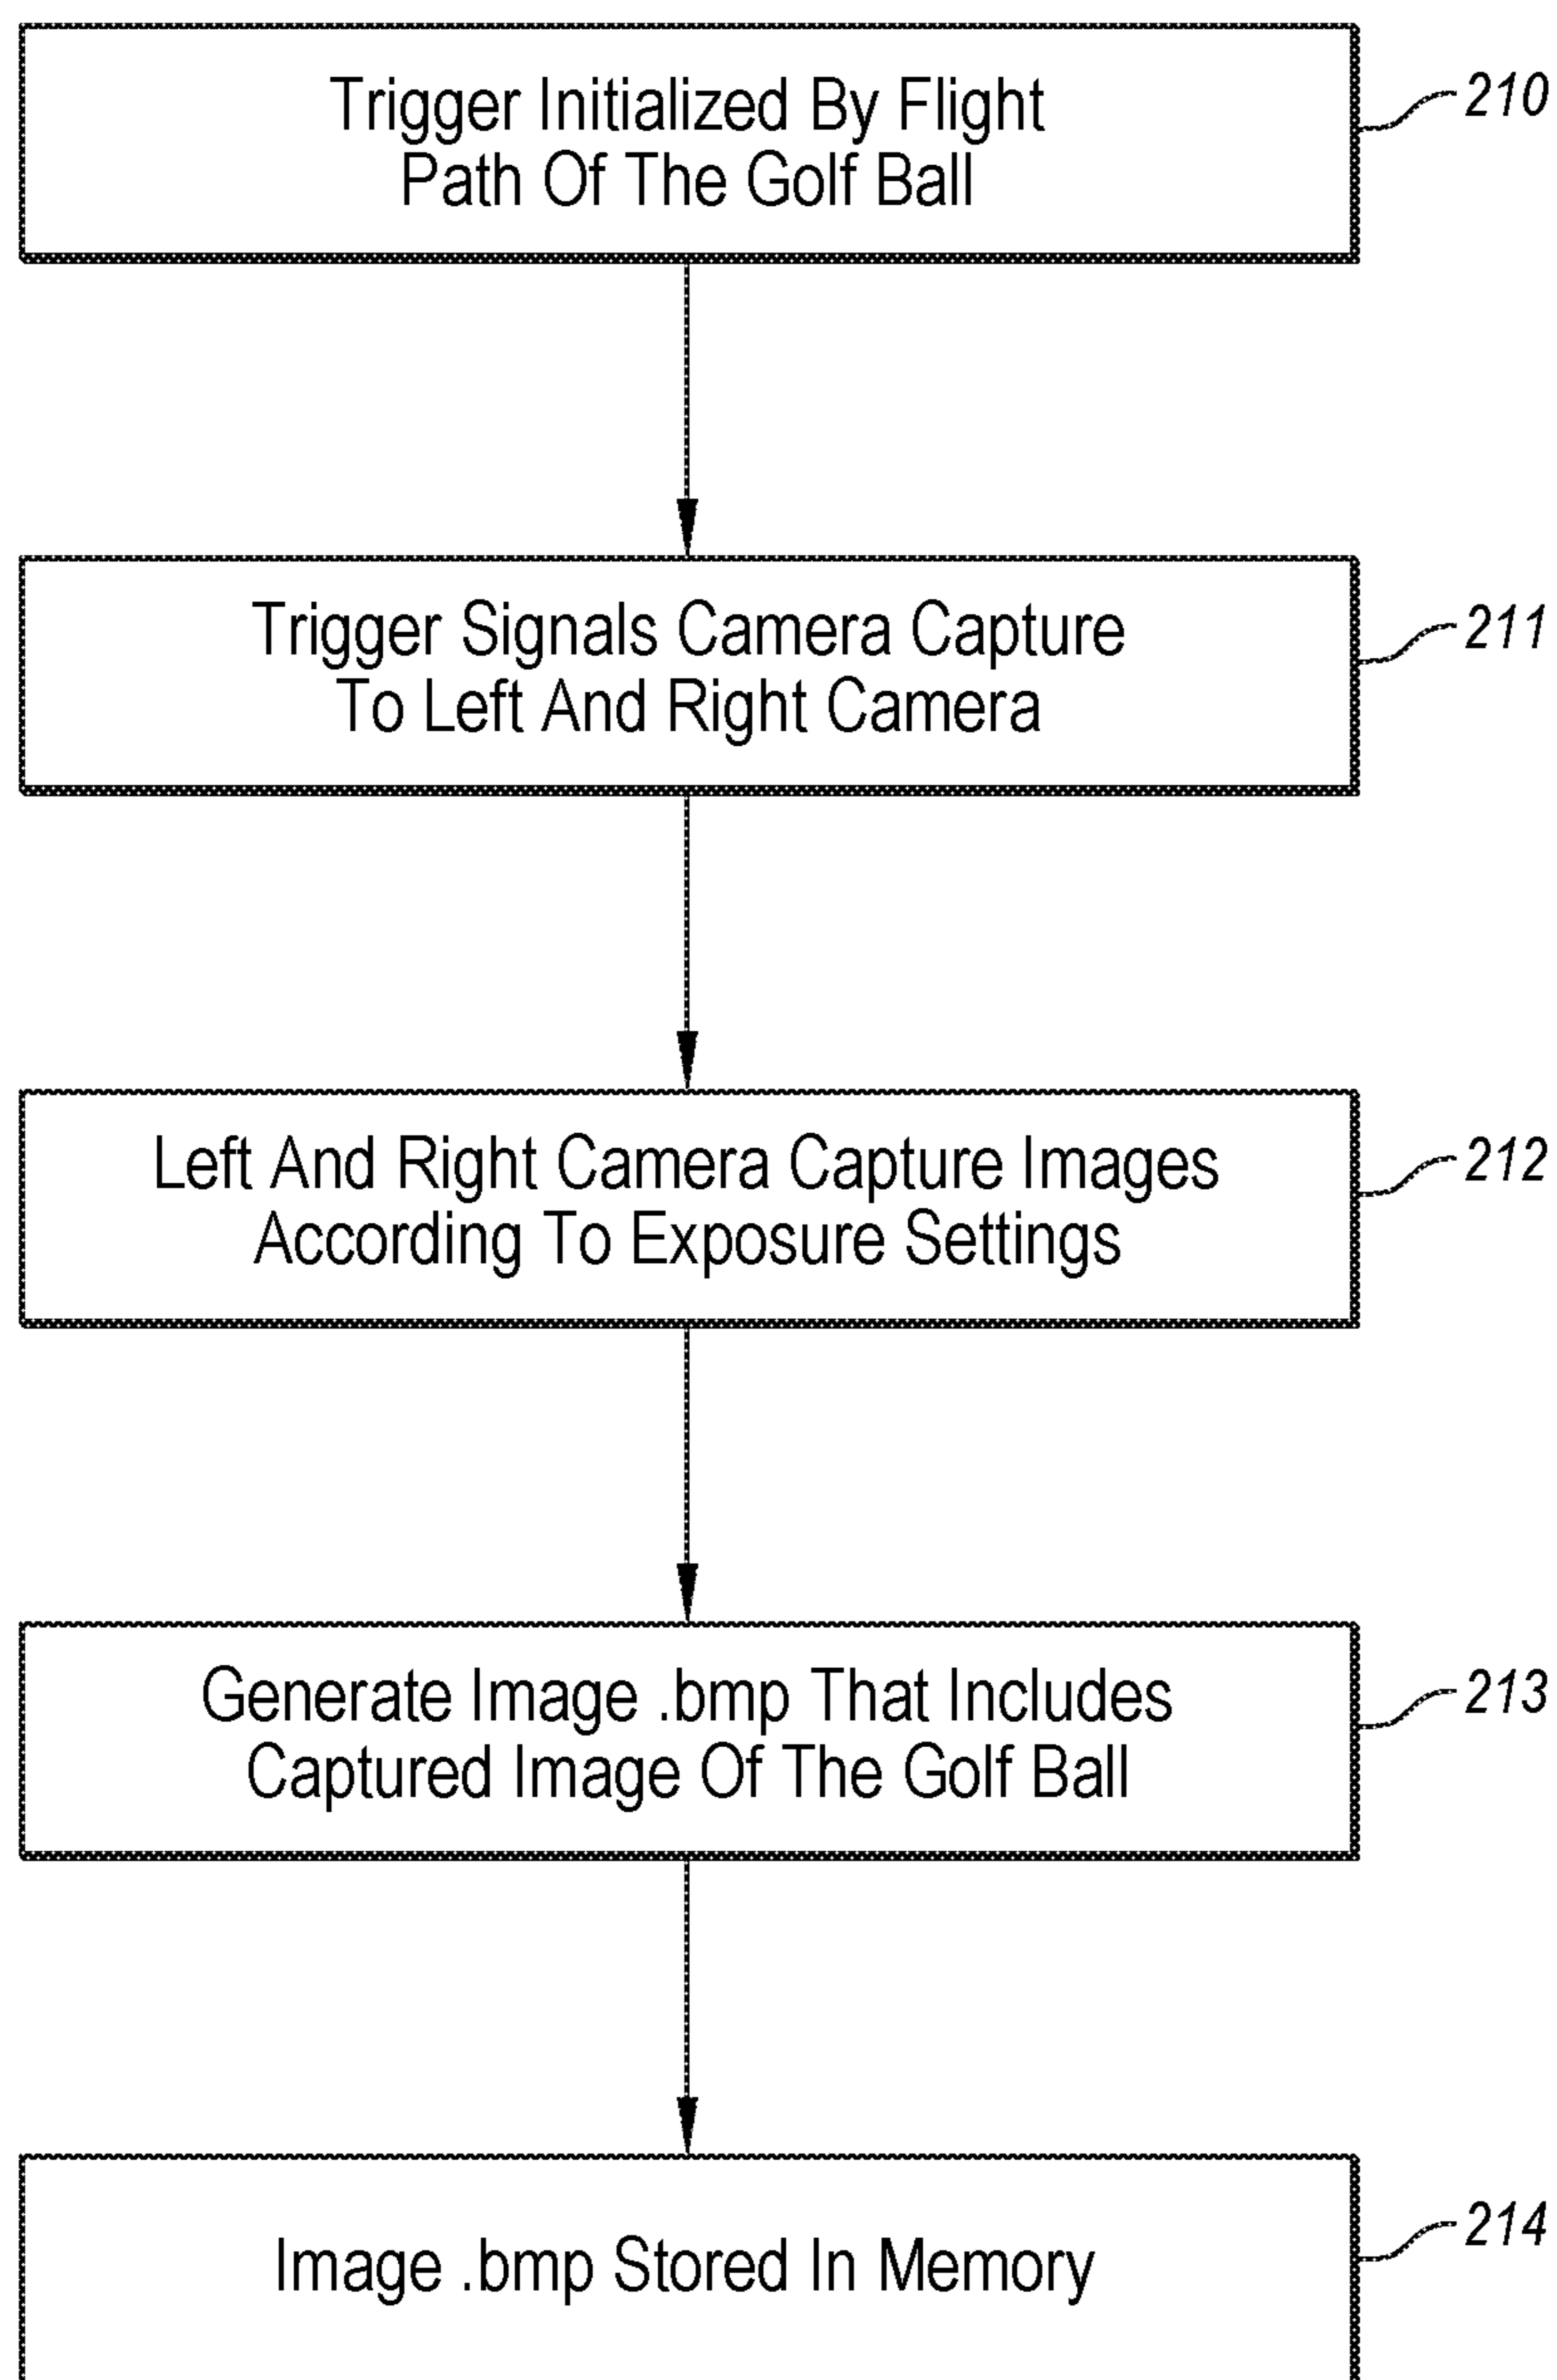 Trigger Initialized By Flight
Path Of The Golf Ball
210
Trigger Signals Camera Capture
To Left And Right Camera
211
Left And Right Camera Capture Images
According To Exposure Settings
212
Generate Image .bmp That Includes
Captured Image Of The Golf Ball
213
Image .bmp Stored In Memory
214